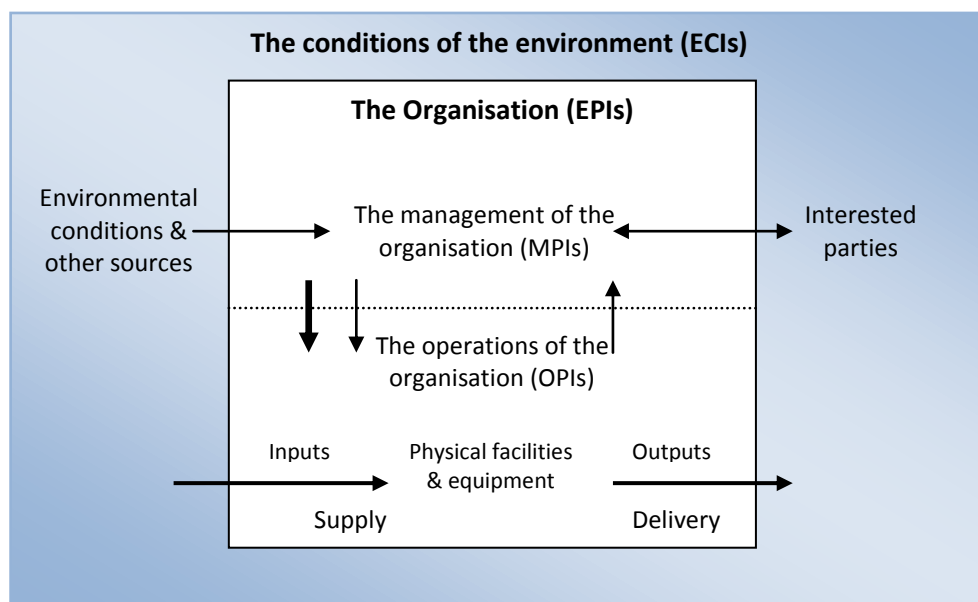 The conditions of the environment (ECIs)
The Organisation (EPIs)
Environmental
conditions &
other sources
The management of the
organisation (MPIs)
Interested
parties
The operations of the
organisation (OPIs)
Inputs
Physical facilities
& equipment
Outputs
Supply
Delivery